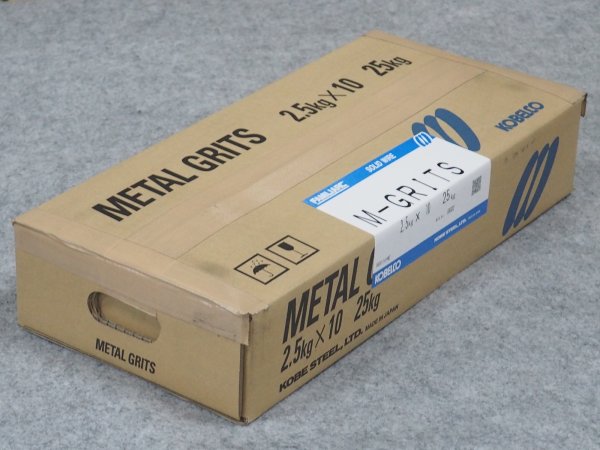 METAL GRITS
2.5kg×10 25kg
KOBELCO
FAMILIARC
SOLID WIRE
M-GRITS
2.5kg × 10 25kg
KOBELCO
KOBE STEEL, LTD.
METAL
2.5kg×10 25kg
KOBE STEEL, LTD. MADE IN JAPAN
METAL GRITS